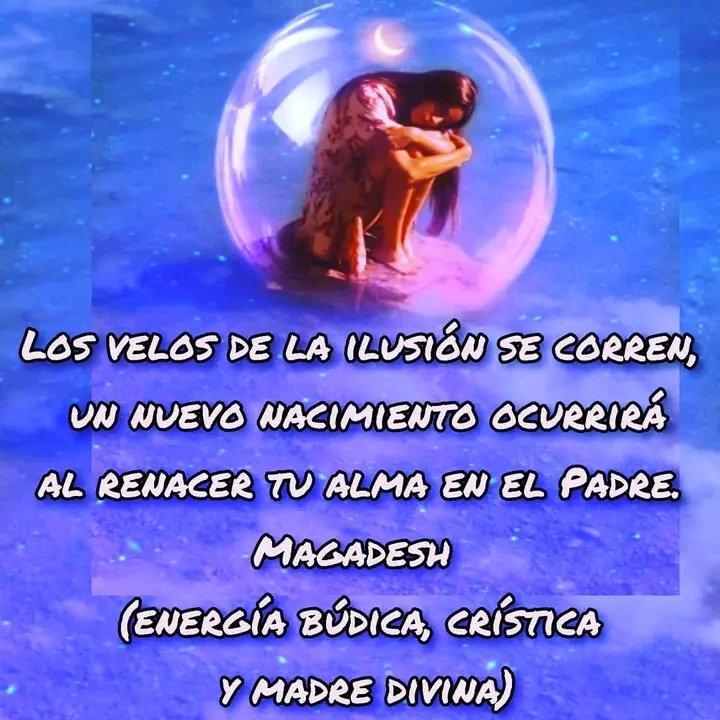 Los velos de la ilusión se corren,
un nuevo nacimiento ocurrirá
al renacer tu alma en el Padre.
Magadesh
(energía búdica, crística
y madre divina)